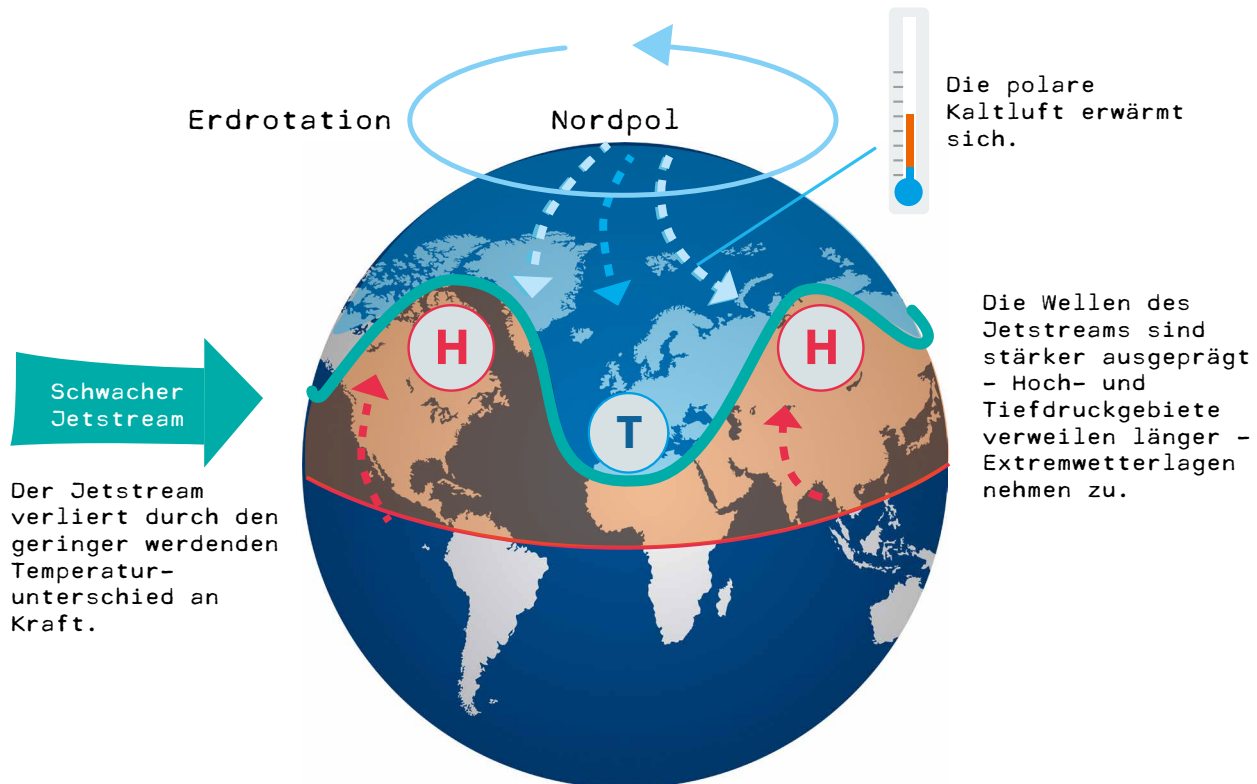 Erdrotation
Nordpol
Die polare
Kaltluft erwärmt
sich.
H
H
T
Schwacher
Jetstream
Der Jetstream
verliert durch den
geringer werdenden
Temperatur-
unterschied an
Kraft.
Die Wellen des
Jetstreams sind
stärker ausgeprägt
– Hoch- und
Tiefdruckgebiete
verweilen länger –
Extremwetterlagen
nehmen zu.